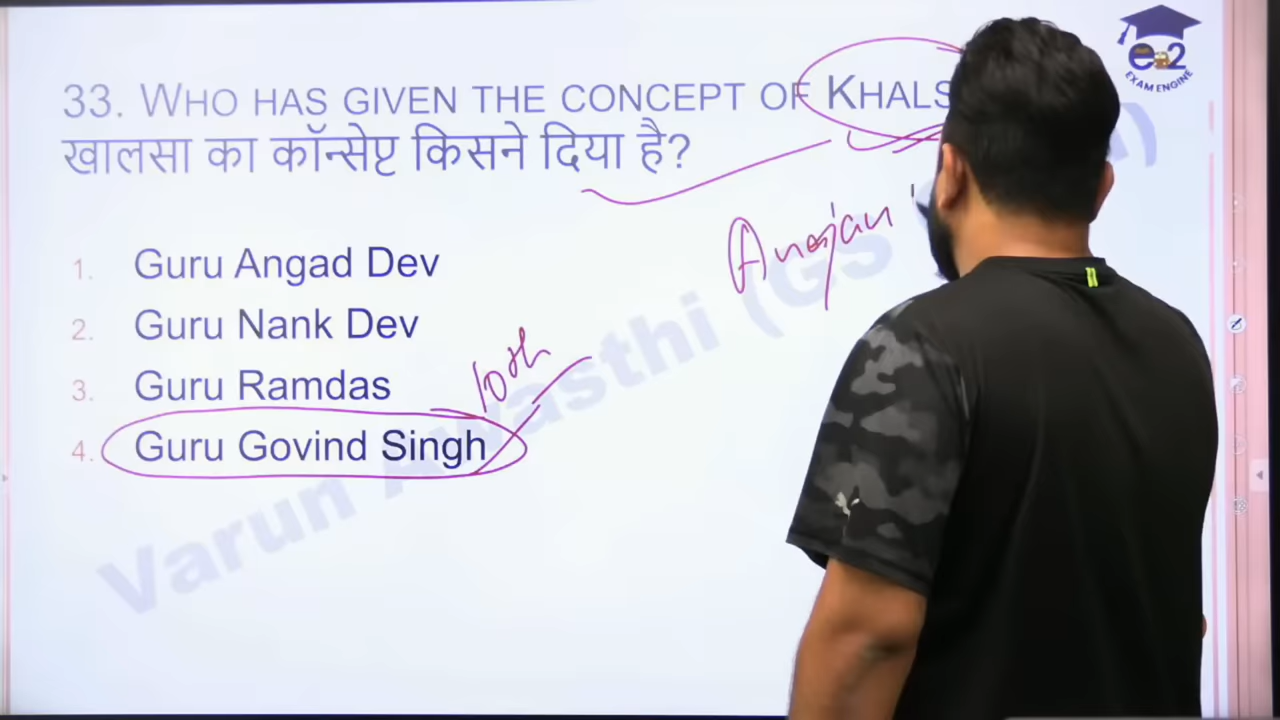 33. WHO HAS GIVEN THE CONCEPT OF KHALS
खालसा का कॉन्सेप्ट किसने दिया है?
1. Guru Angad Dev
2. Guru Nank Dev
3. Guru Ramdas
10th
4. Guru Govind Singh
Varun Awasthi (GS
e2
EXAM ENGINE